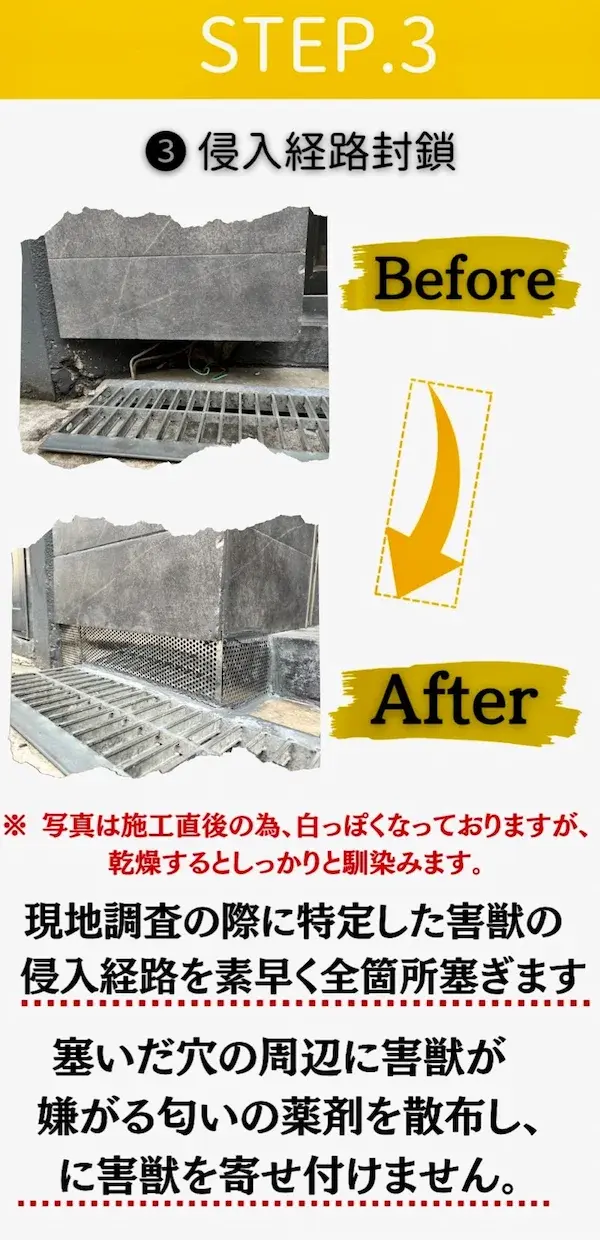 STEP.3
❸ 侵入経路封鎖
Before
After
※ 写真は施工直後の為、白っぽくなっておりますが、
乾燥するとしっかりと馴染みます。
現地調査の際に特定した害獣の
侵入経路を素早く全箇所塞ぎます
塞いだ穴の周辺に害獣が
嫌がる匂いの薬剤を散布し、
に害獣を寄せ付けません。